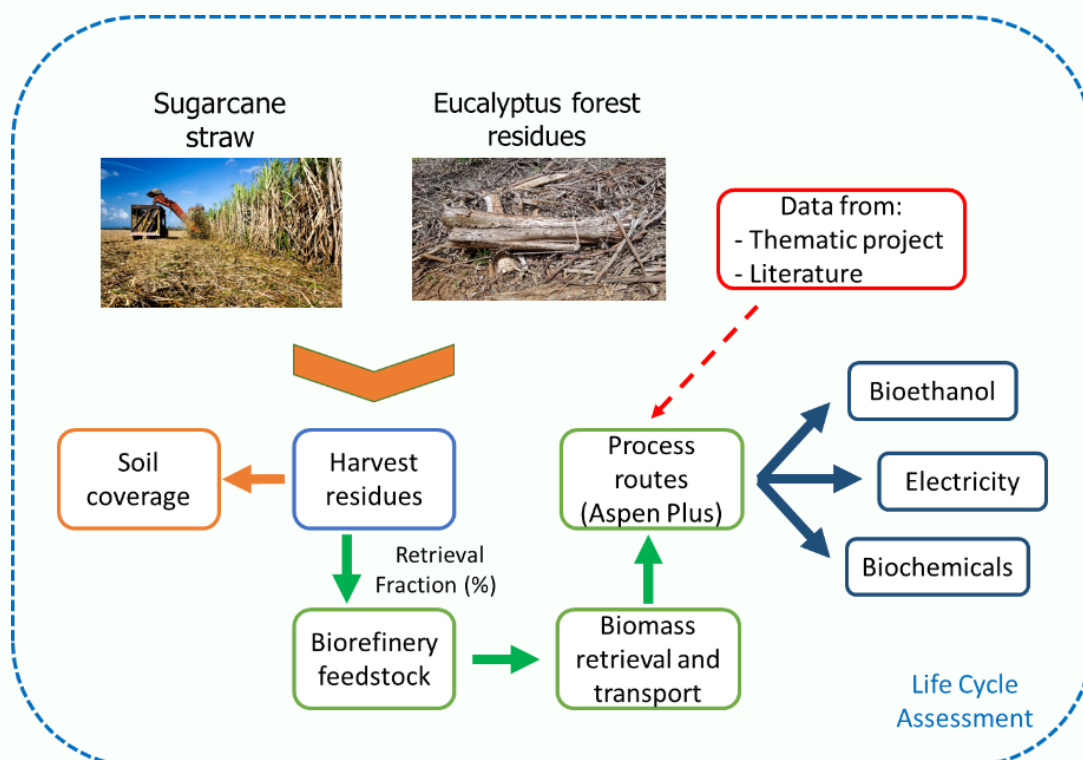 Sugarcane
straw
Eucalyptus forest
residues
Data from:
- Thematic project
- Literature
Bioethanol
Soil
coverage
Harvest
residues
Process
routes
(Aspen Plus)
Electricity
Retrieval
Fraction (%)
Biochemicals
Biorefinery
feedstock
Biomass
retrieval and
transport
Life Cycle
Assessment